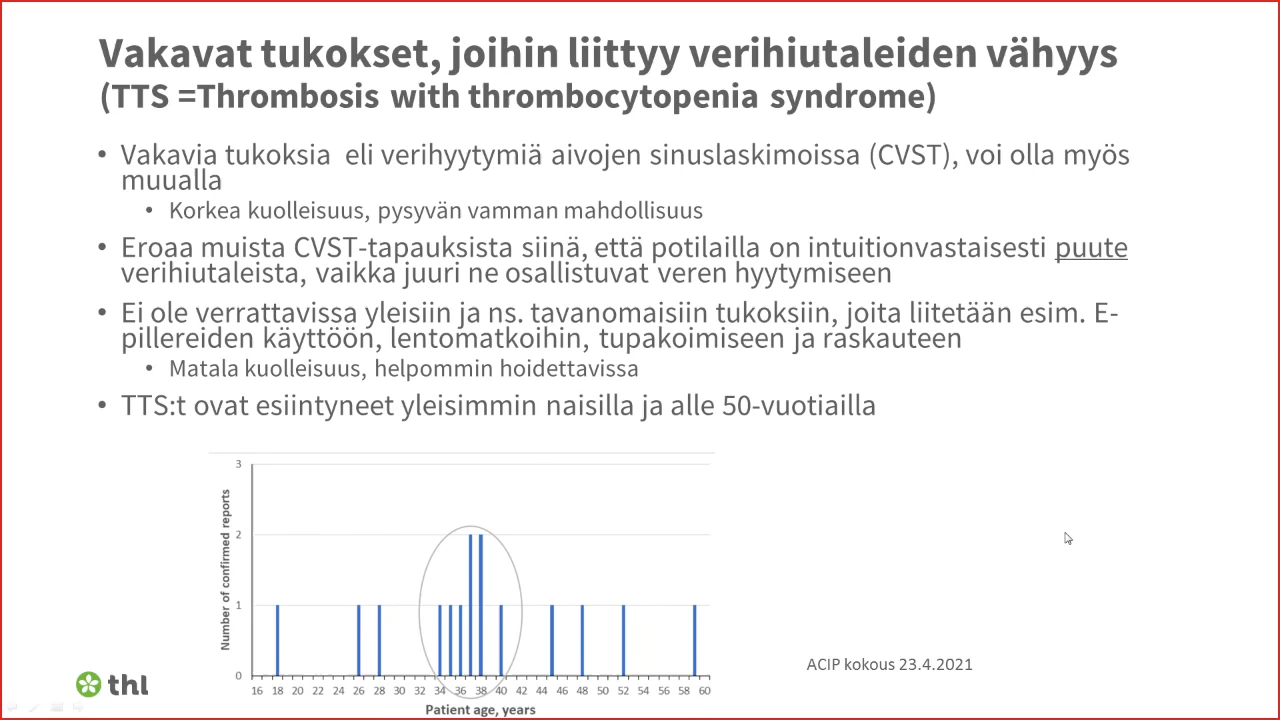 Vakavat tukokset, joihin liittyy verihiutaleiden vähyys
(TTS =Thrombosis with thrombocytopenia syndrome)
• Vakavia tukoksia eli verihyytymiä aivojen sinuslaskimoissa (CVST), voi olla myös
muualla
• Korkea kuolleisuus, pysyvän vamman mahdollisuus
• Eroaa muista CVST-tapauksista siinä, että potilailla on intuitionvastaisesti puute
verihiutaleista, vaikka juuri ne osallistuvat veren hyytymiseen
• Ei ole verrattavissa yleisiin ja ns. tavanomaisiin tukoksiin, joita liitetään esim. E-
pillereiden käyttöön, lentomatkoihin, tupakoimiseen ja raskauteen
• Matala kuolleisuus, helpommin hoidettavissa
• TTS:t ovat esiintyneet yleisimmin naisilla ja alle 50-vuotiailla
Number of confirmed reports
3
2
1
0
16 18 20 22 24 26 28 30 32 34 36 38 40 42 44 46 48 50 52 54 56 58 60
Patient age, years
ACIP kokous 23.4.2021
thl